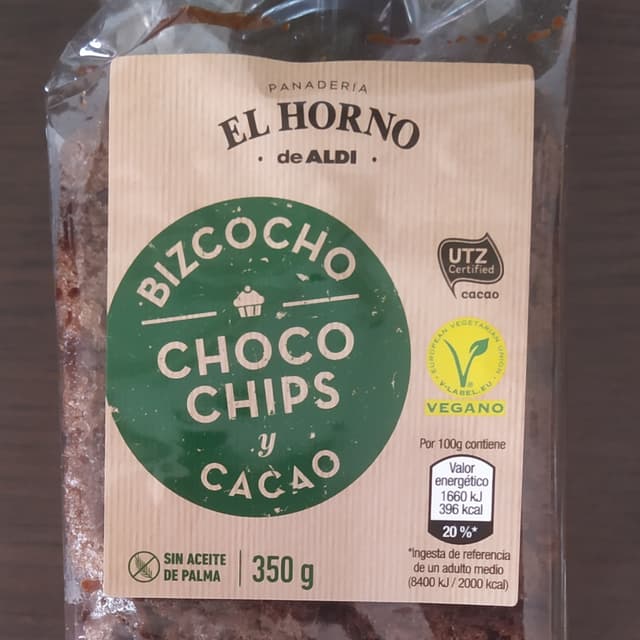 PANADERÍA
EL HORNO
· de ALDI ·
BIZCOCHO
CHOCO
CHIPS
y
CACAO
UTZ
Certified
cacao
· EUROPEAN VEGETARIAN UNION ·
V-LABEL.EU
VEGANO
Por 100g contiene
Valor
energético
1660 kJ
396 kcal
20 %*
*Ingesta de referencia
de un adulto medio
(8400 kJ / 2000 kcal)
SIN ACEITE
DE PALMA
350 g